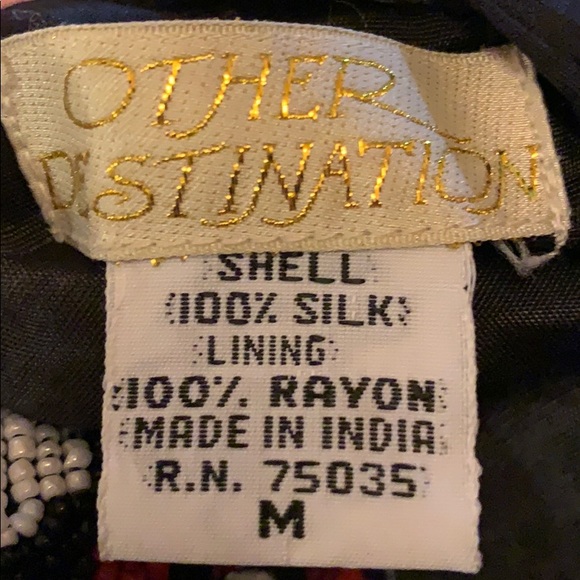 OTHER
DESTINATION
SHELL
100% SILK
LINING
100% RAYON
MADE IN INDIA
R.N. 75035
M